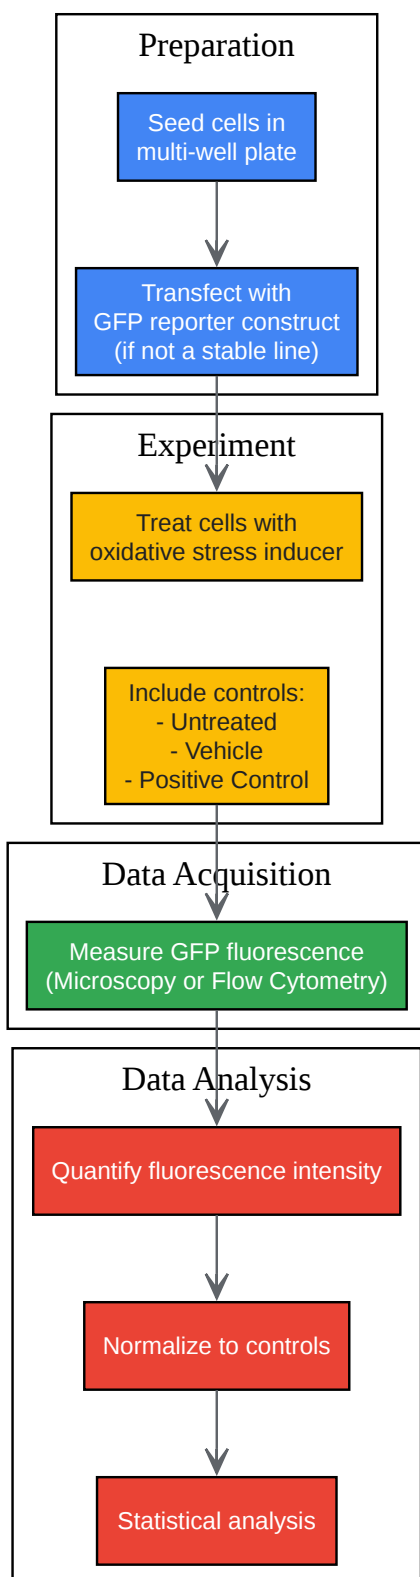 Preparation
Seed cells in
multi-well plate
Transfect with
GFP reporter construct
(if not a stable line)
Experiment
Treat cells with
oxidative stress inducer
Include controls:
- Untreated
- Vehicle
- Positive Control
Data Acquisition
Measure GFP fluorescence
(Microscopy or Flow Cytometry)
Data Analysis
Quantify fluorescence intensity
Normalize to controls
Statistical analysis